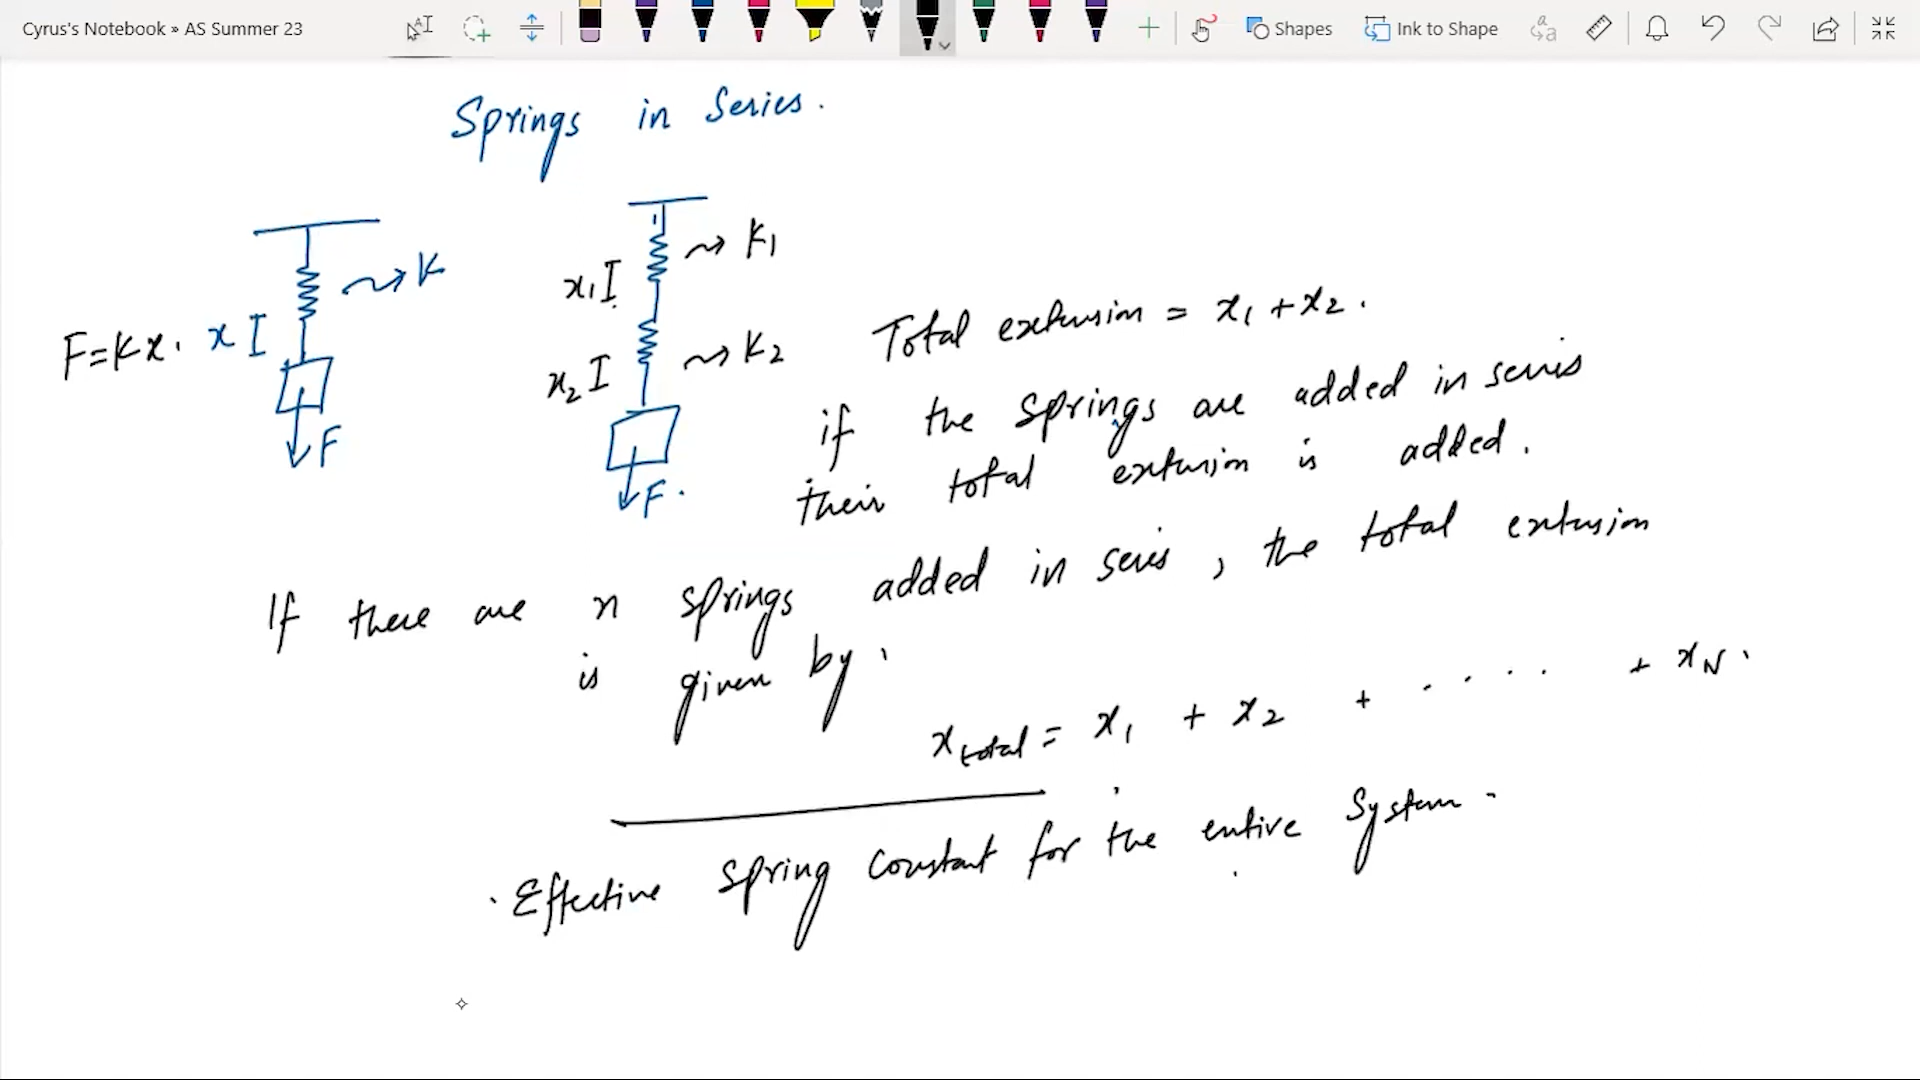 Cyrus's Notebook » AS Summer 23
Shapes
Ink to Shape
Springs in Series.
k
F=kx.
x
F
k1
x1
k2
x2
F.
Total extension = x1 + x2.
if the springs are added in series
their total extension is added.
If there are n springs added in series, the total extension
is given by.
xtotal = x1 + x2 + ..... + xN.
. Effective spring constant for the entire system.